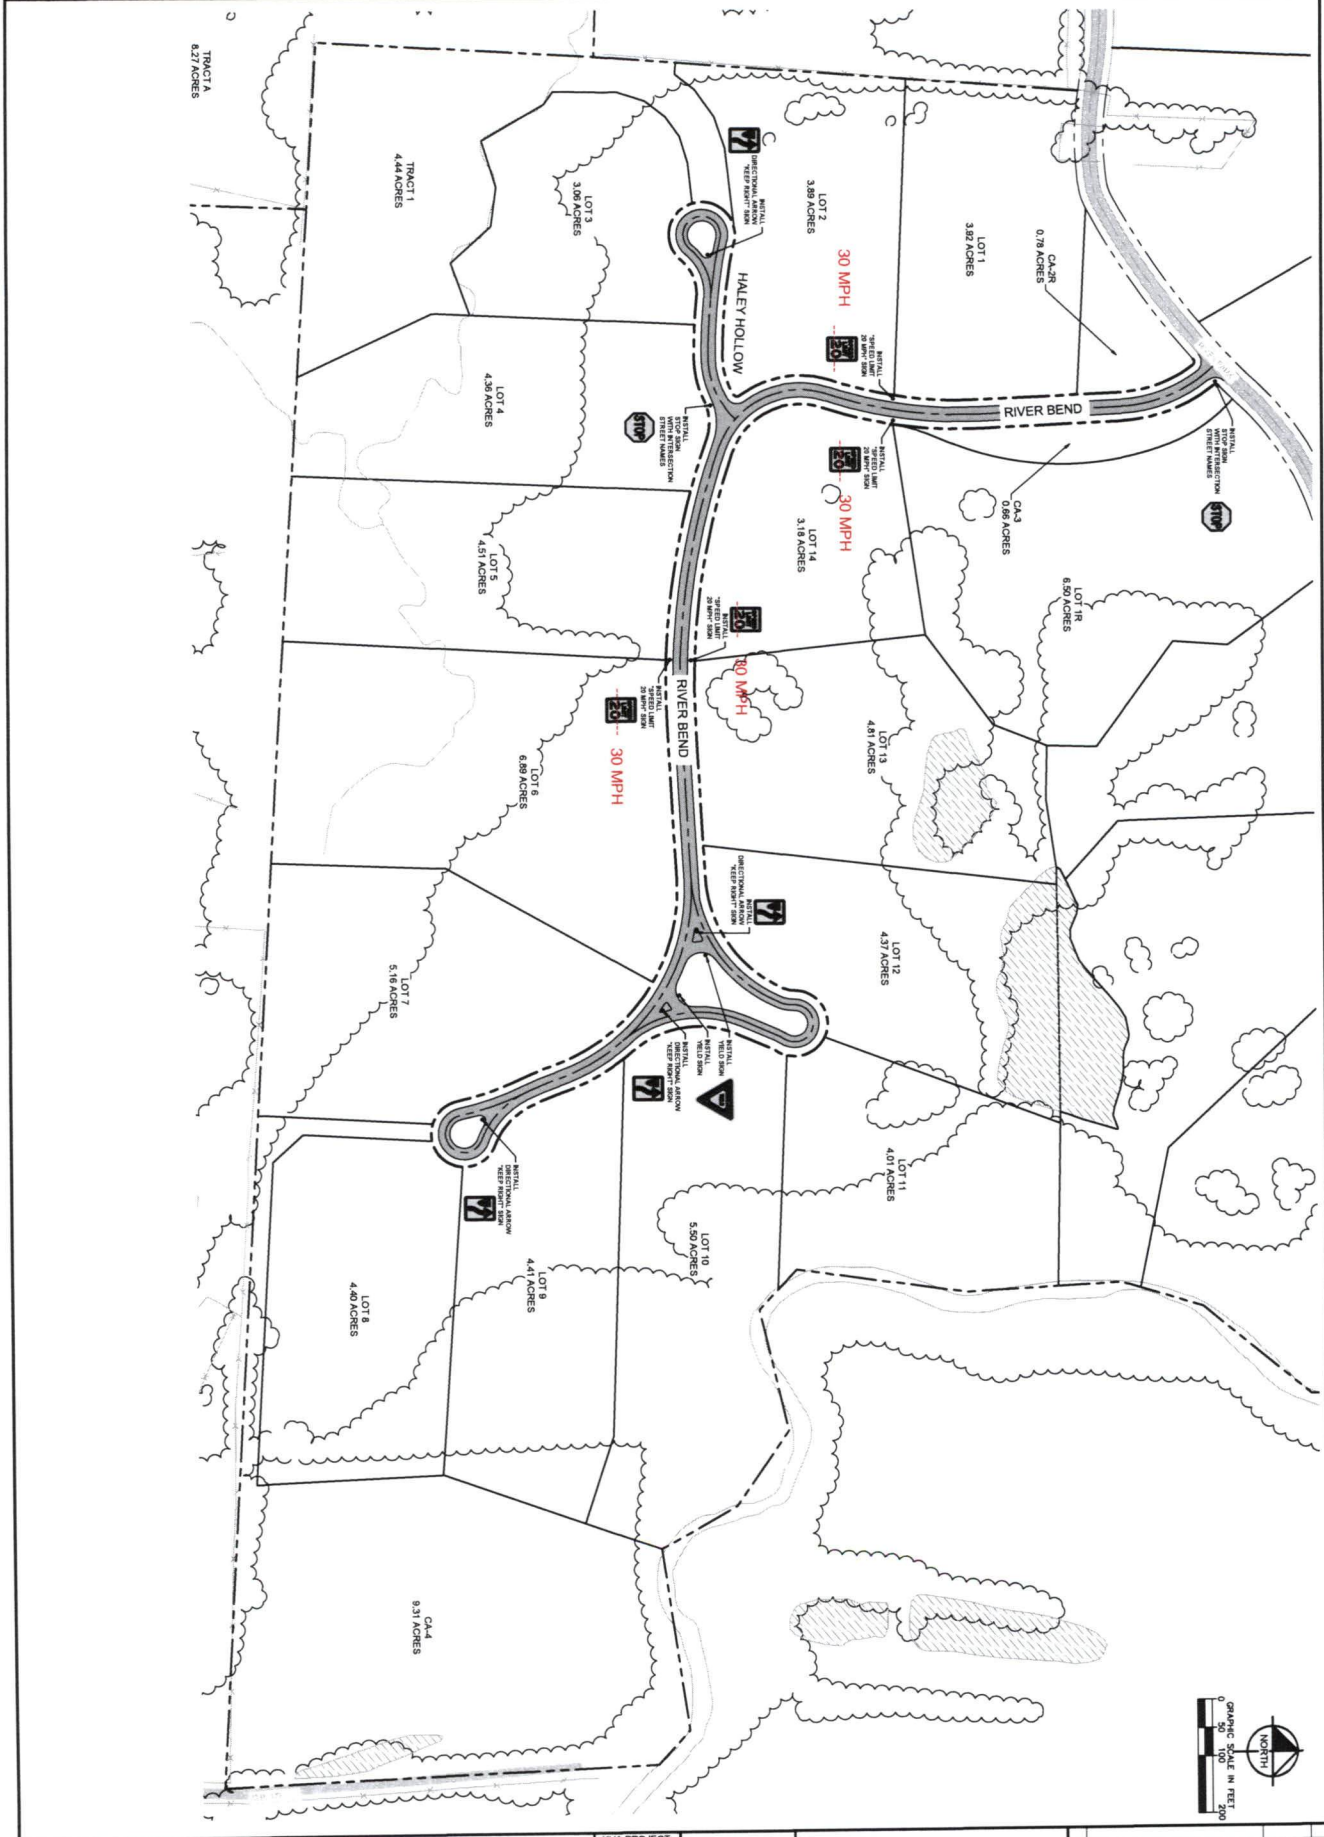 NORTH
GRAPHIC SCALE IN FEET
0 50 100 200
INSTALL
STOP SIGN
WITH INTERSECTION
STREET NAMES
STOP
CA-2R
0.78 ACRES
RIVER BEND
CA-3
0.66 ACRES
LOT 1R
6.50 ACRES
LOT 1
3.92 ACRES
INSTALL
"SPEED LIMIT
20 MPH" SIGN
20
30 MPH
INSTALL
"SPEED LIMIT
20 MPH" SIGN
20
30 MPH
LOT 2
3.89 ACRES
LOT 14
3.18 ACRES
LOT 13
4.81 ACRES
LOT 12
4.37 ACRES
LOT 11
4.01 ACRES
INSTALL
DIRECTIONAL ARROW
"KEEP RIGHT" SIGN
HALEY HOLLOW
INSTALL
"SPEED LIMIT
20 MPH" SIGN
20
30 MPH
INSTALL
DIRECTIONAL ARROW
"KEEP RIGHT" SIGN
INSTALL
YIELD SIGN
INSTALL
YIELD SIGN
INSTALL
STOP SIGN
WITH INTERSECTION
STREET NAMES
STOP
RIVER BEND
INSTALL
"SPEED LIMIT
20 MPH" SIGN
20
30 MPH
INSTALL
DIRECTIONAL ARROW
"KEEP RIGHT" SIGN
LOT 10
5.50 ACRES
LOT 3
3.06 ACRES
LOT 4
4.36 ACRES
LOT 5
4.51 ACRES
LOT 6
6.89 ACRES
INSTALL
DIRECTIONAL ARROW
"KEEP RIGHT" SIGN
LOT 9
4.41 ACRES
TRACT 1
4.44 ACRES
LOT 7
5.16 ACRES
LOT 8
4.40 ACRES
CA-4
9.31 ACRES
TRACT A
8.27 ACRES